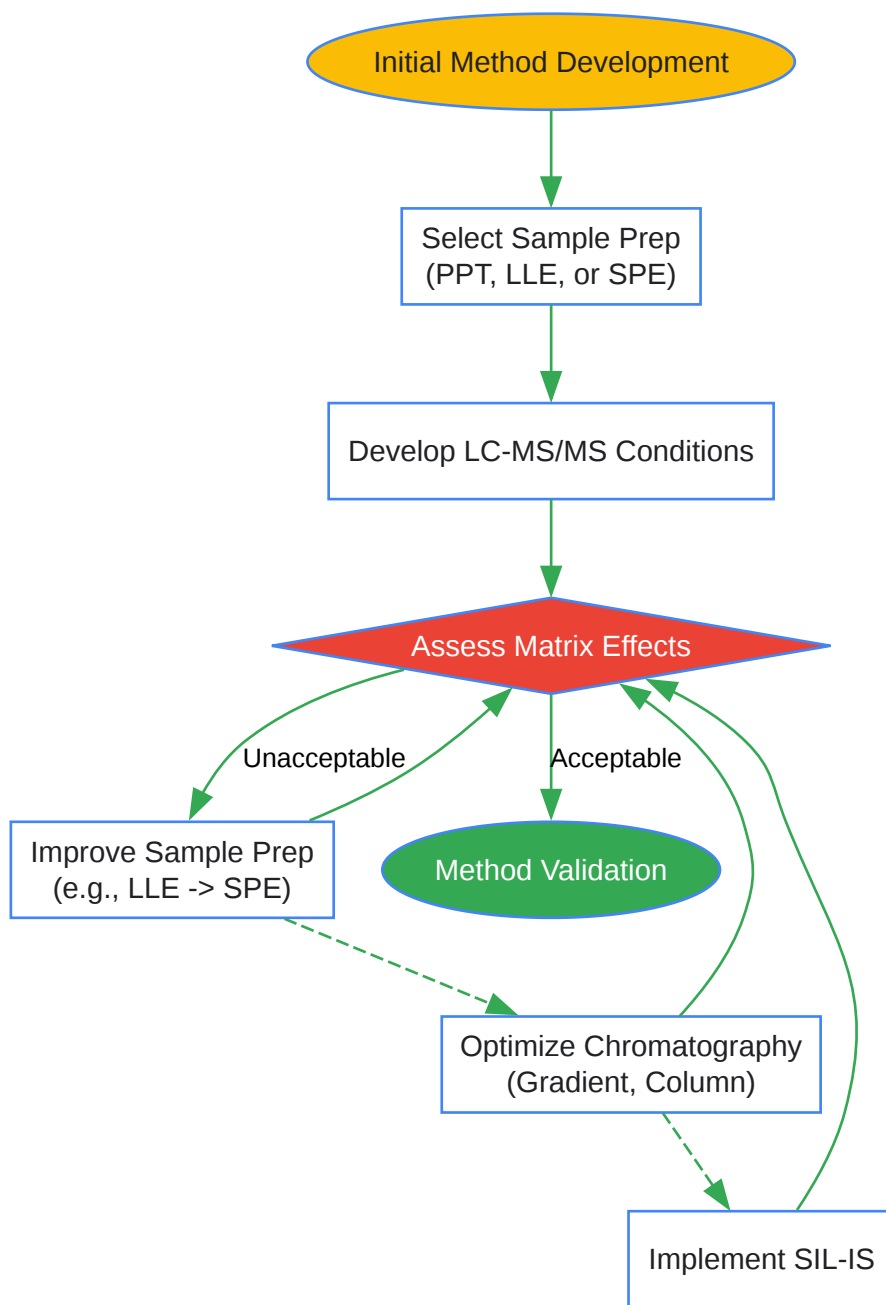 Initial Method Development
Select Sample Prep
(PPT, LLE, or SPE)
Develop LC-MS/MS Conditions
Assess Matrix Effects
Unacceptable
Acceptable
Improve Sample Prep
(e.g., LLE -> SPE)
Method Validation
Optimize Chromatography
(Gradient, Column)
Implement SIL-IS